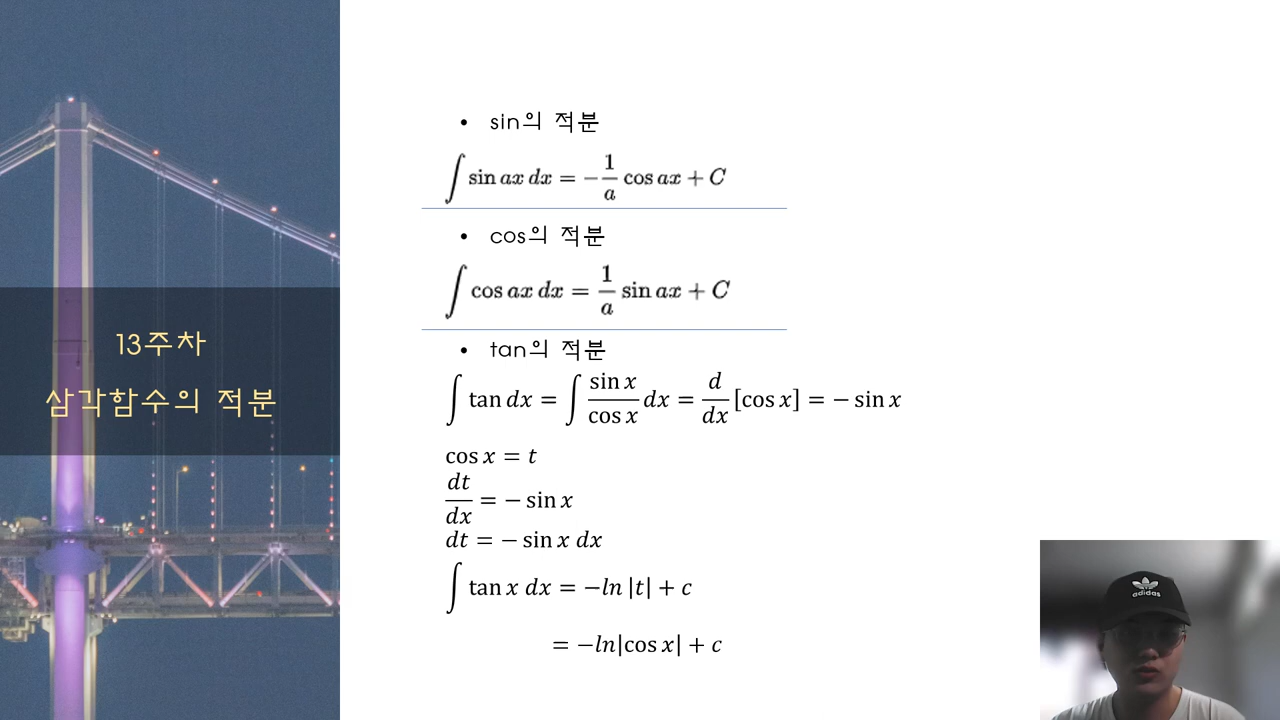 13주차
삼각함수의 적분
• sin의 적분
∫ sin ax dx = −1/a cos ax + C
• cos의 적분
∫ cos ax dx = 1/a sin ax + C
• tan의 적분
∫ tan dx = ∫ sin x/cos x dx = d/dx [cos x] = − sin x
cos x = t
dt/dx = − sin x
dt = − sin x dx
∫ tan x dx = −ln |t| + c
= −ln|cos x| + c
adidas